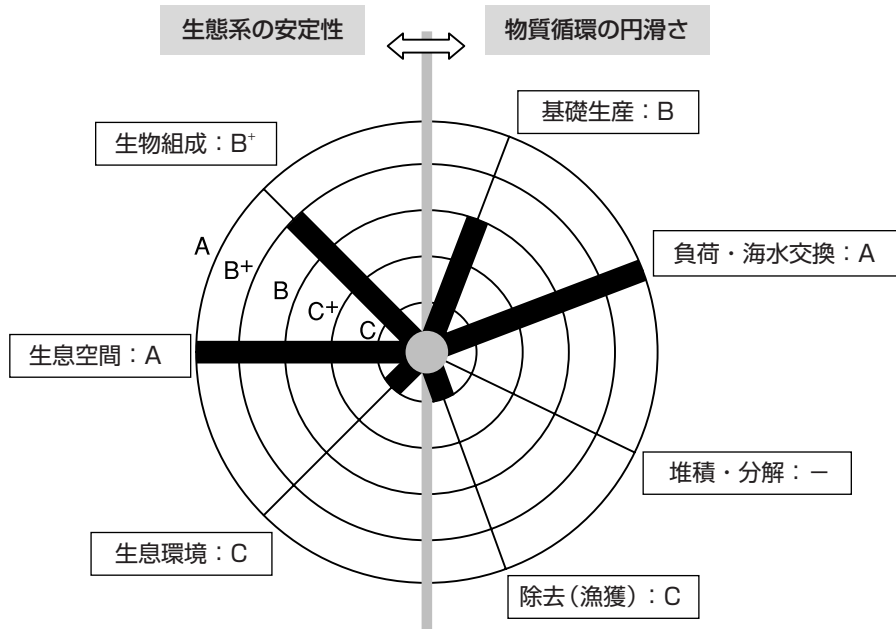 生態系の安定性
物質循環の円滑さ
基礎生産：B
生物組成：B⁺
負荷・海水交換：A
A
B+
B
C+
C
生息空間：A
堆積・分解：－
生息環境：C
除去（漁獲）：C